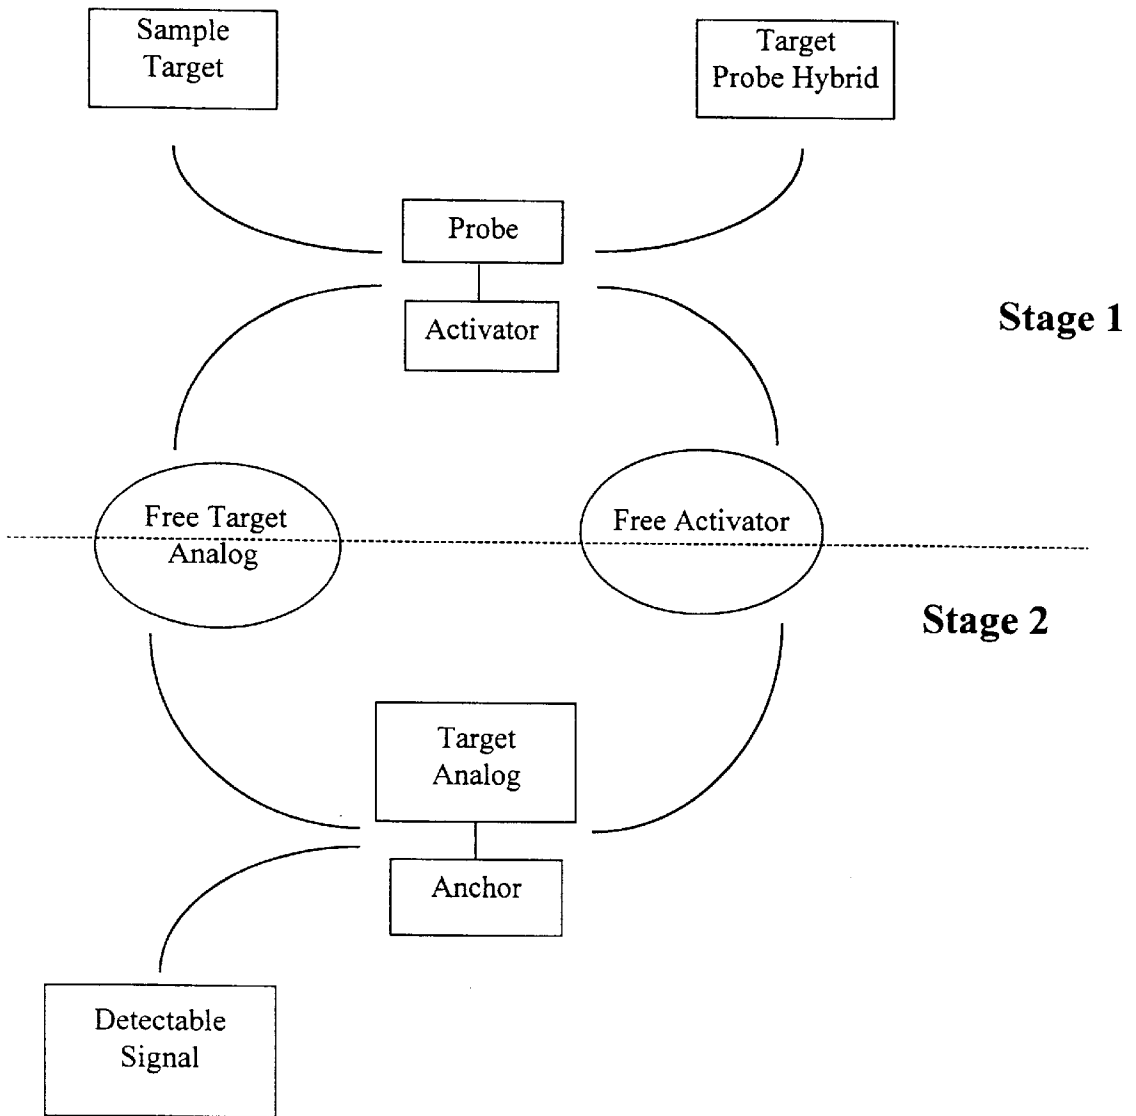 Sample
Target
Target
Probe Hybrid
Probe
Activator
Stage 1
Free Target
Analog
Free Activator
Stage 2
Target
Analog
Anchor
Detectable
Signal